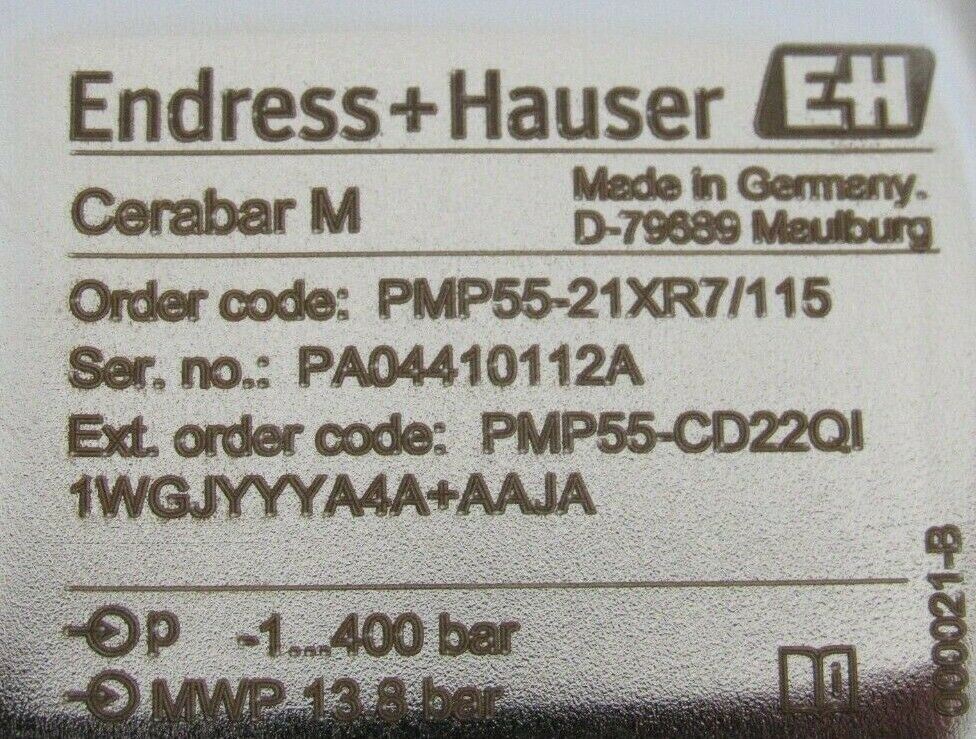 Endress+Hauser EH
Cerabar M
Made in Germany.
D-79689 Maulburg
Order code: PMP55-21XR7/115
Ser. no.: PA04410112A
Ext. order code: PMP55-CD22QI
1WGJYYYA4A+AAJA
p -1...400 bar
MWP 13.8 bar
i
000021-B